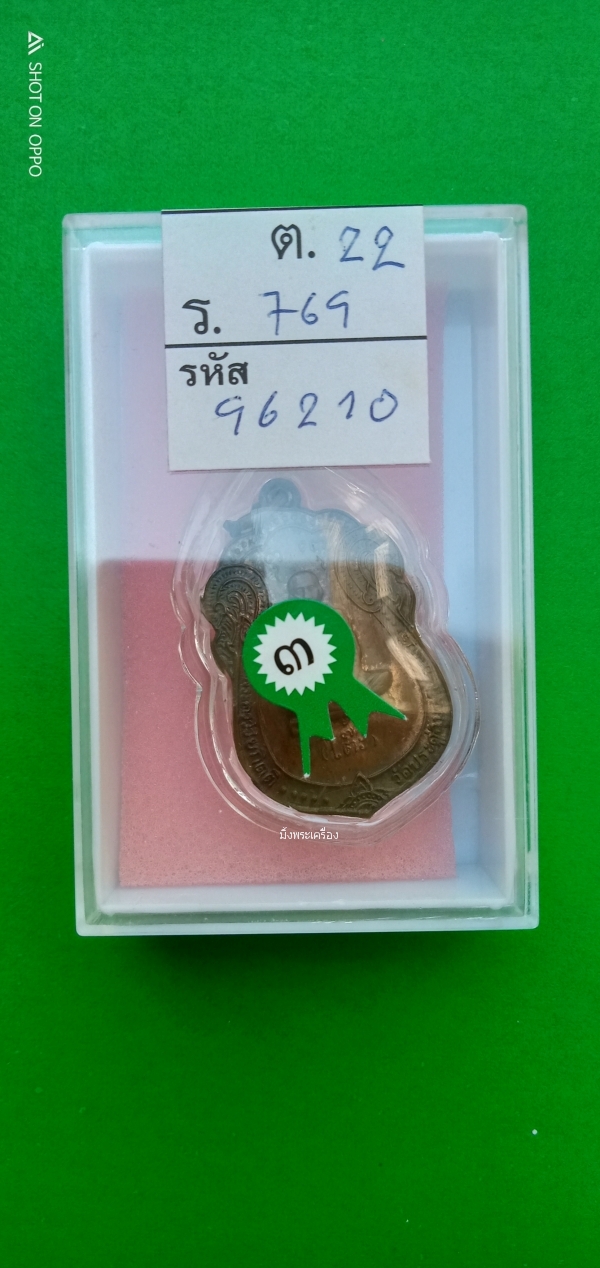 SHOT ON OPPO
ต. 22
ร. 769
รหัส
96210
๓
มิ้งพระเครื่อง